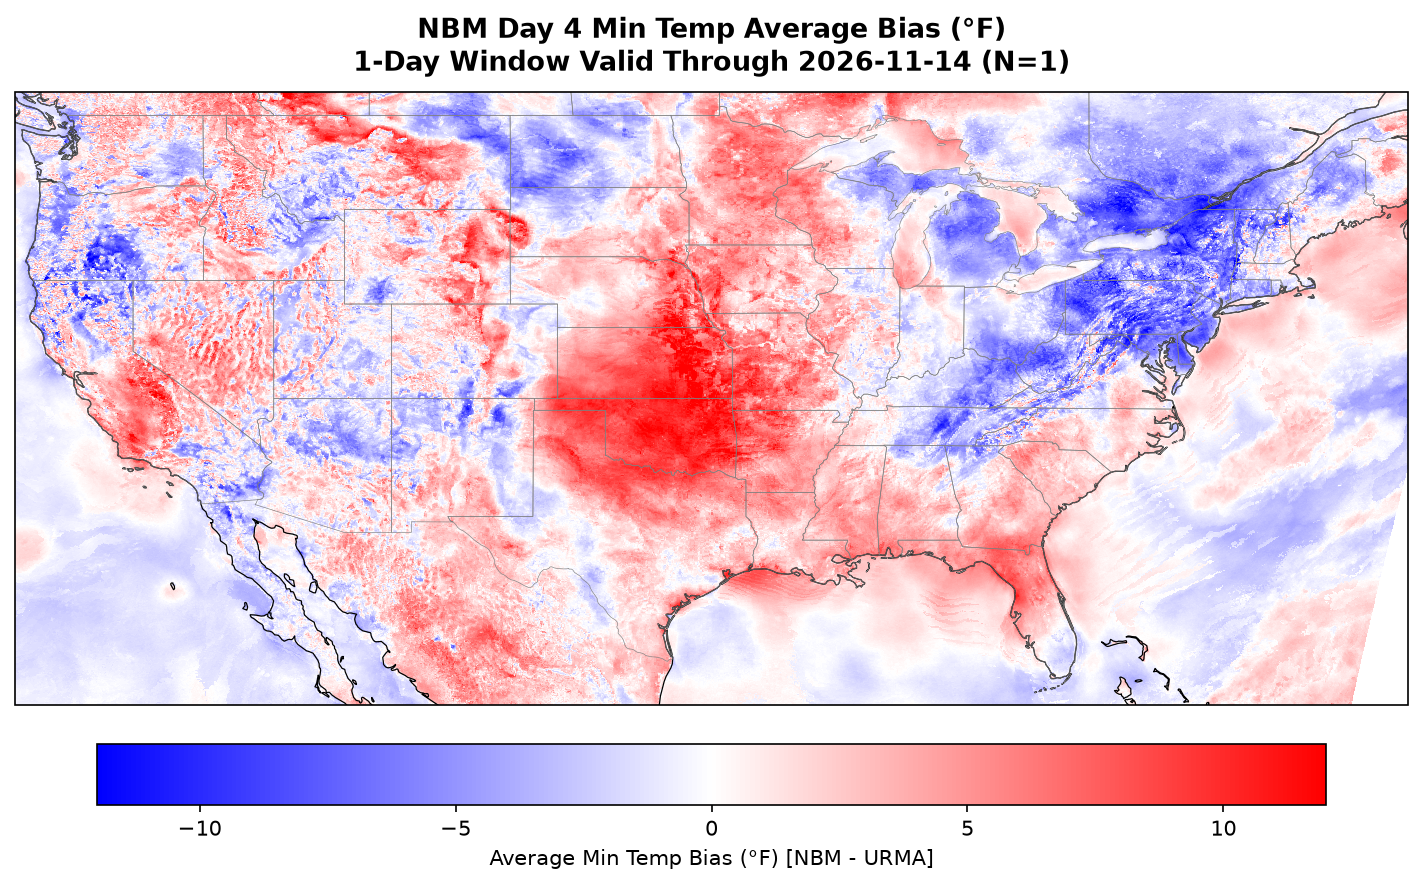 NBM Day 4 Min Temp Average Bias (°F)
1-Day Window Valid Through 2026-11-14 (N=1)
−10 −5 0 5 10
Average Min Temp Bias (°F) [NBM - URMA]